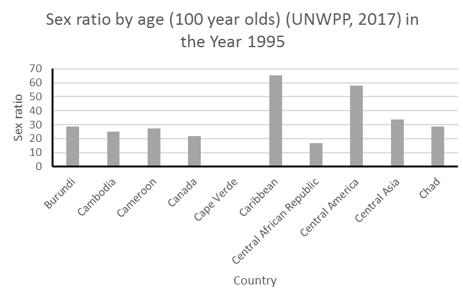 Sex ratio by age (100 year olds) (UNWPP, 2017) in
the Year 1995
70
60
50
40
30
20
10
0
Sex ratio
Burundi
Cambodia
Cameroon
Canada
Cape Verde
Caribbean
Central African Republic
Central America
Central Asia
Chad
Country